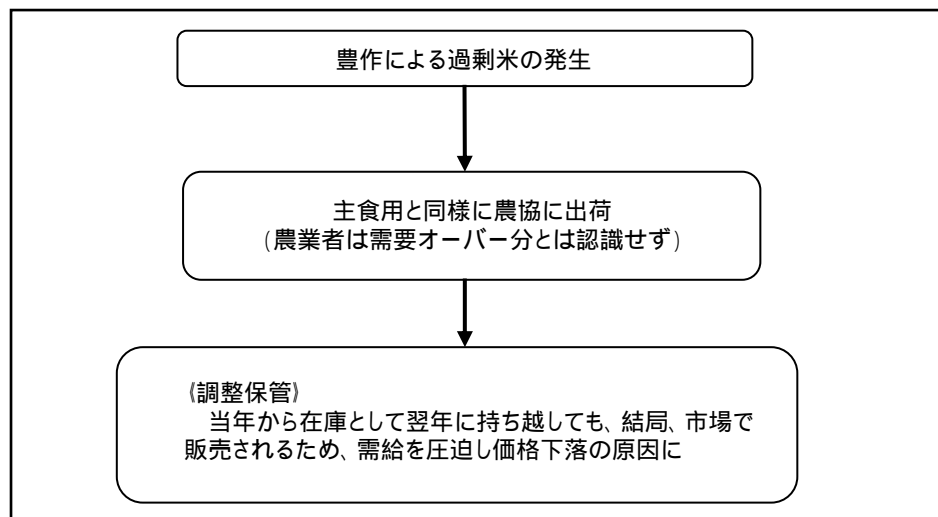 豊作による過剰米の発生
主食用と同様に農協に出荷
(農業者は需要オーバー分とは認識せず)
《調整保管》
　当年から在庫として翌年に持ち越しても、結局、市場で
販売されるため、需給を圧迫し価格下落の原因に